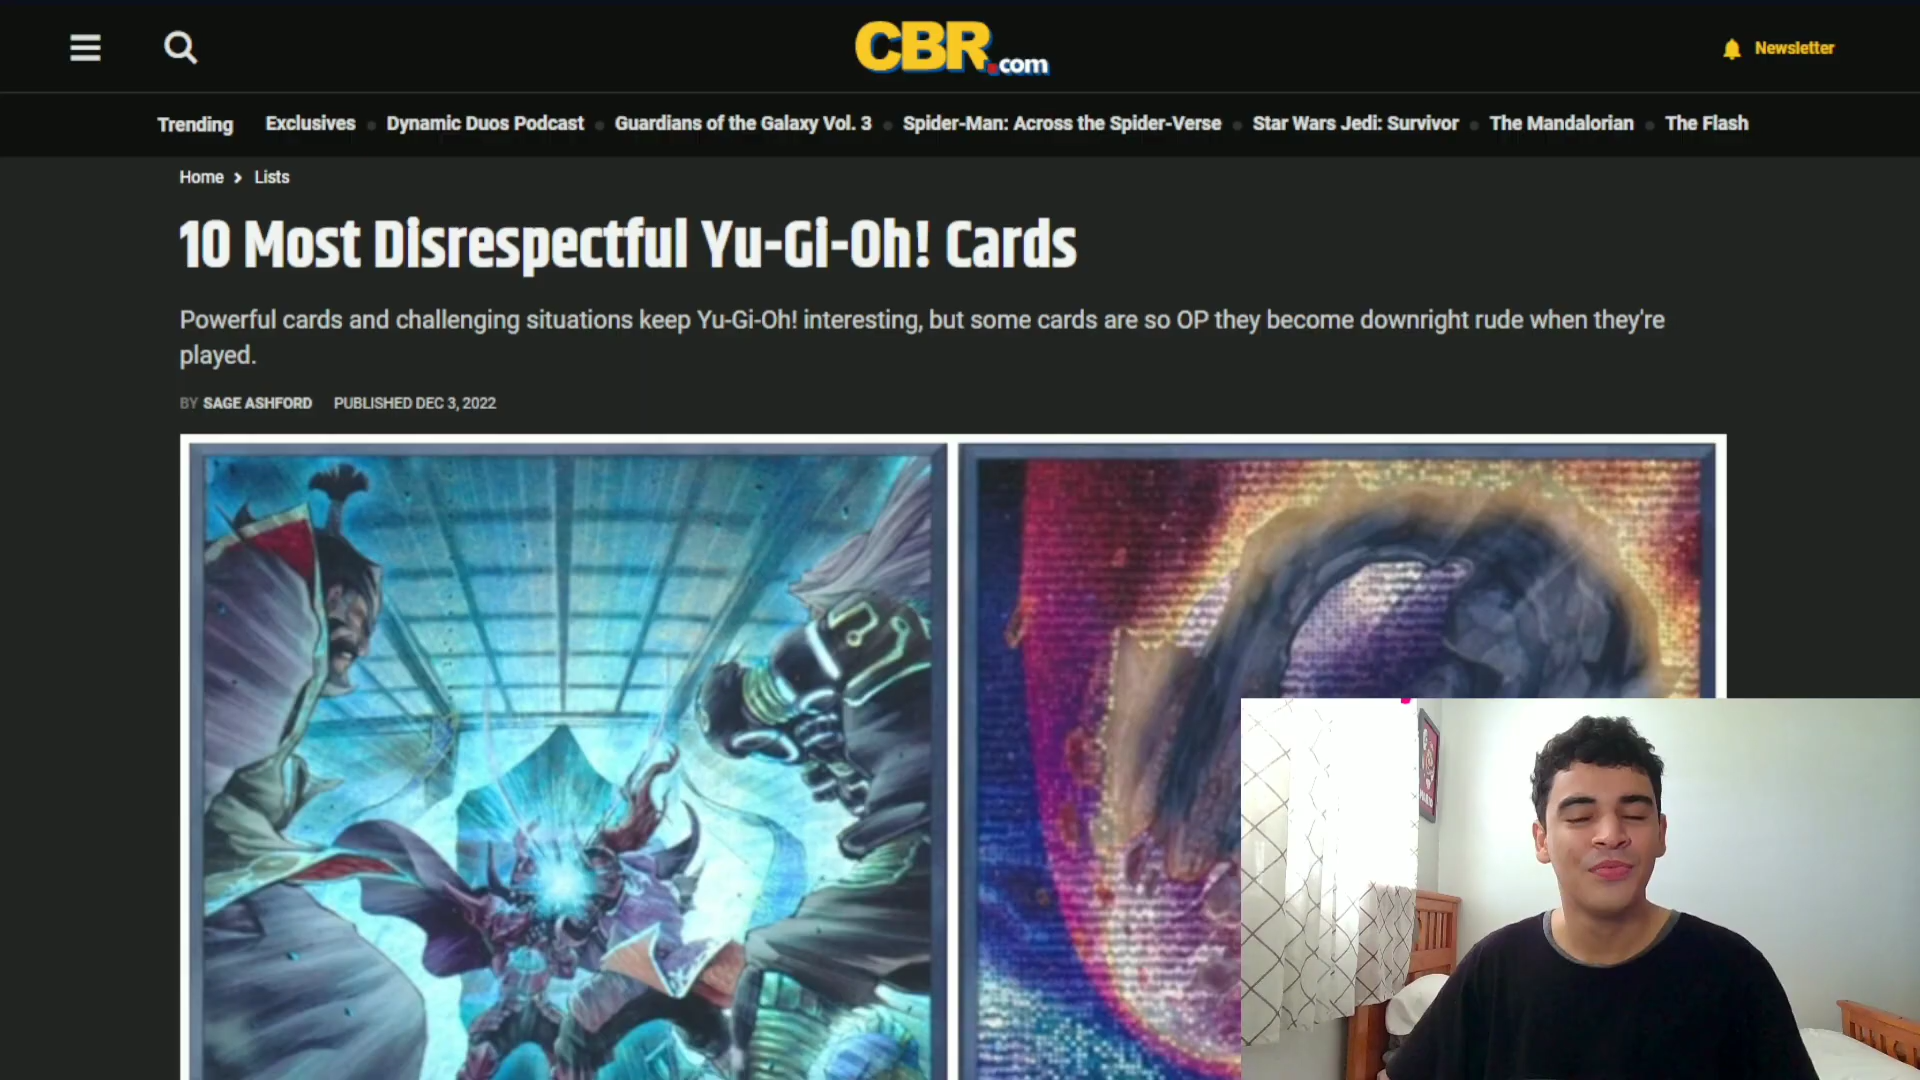 CBR.com
Newsletter
Trending Exclusives Dynamic Duos Podcast Guardians of the Galaxy Vol. 3 Spider-Man: Across the Spider-Verse Star Wars Jedi: Survivor The Mandalorian The Flash
Home > Lists
10 Most Disrespectful Yu-Gi-Oh! Cards
Powerful cards and challenging situations keep Yu-Gi-Oh! interesting, but some cards are so OP they become downright rude when they're
played.
BY SAGE ASHFORD PUBLISHED DEC 3, 2022